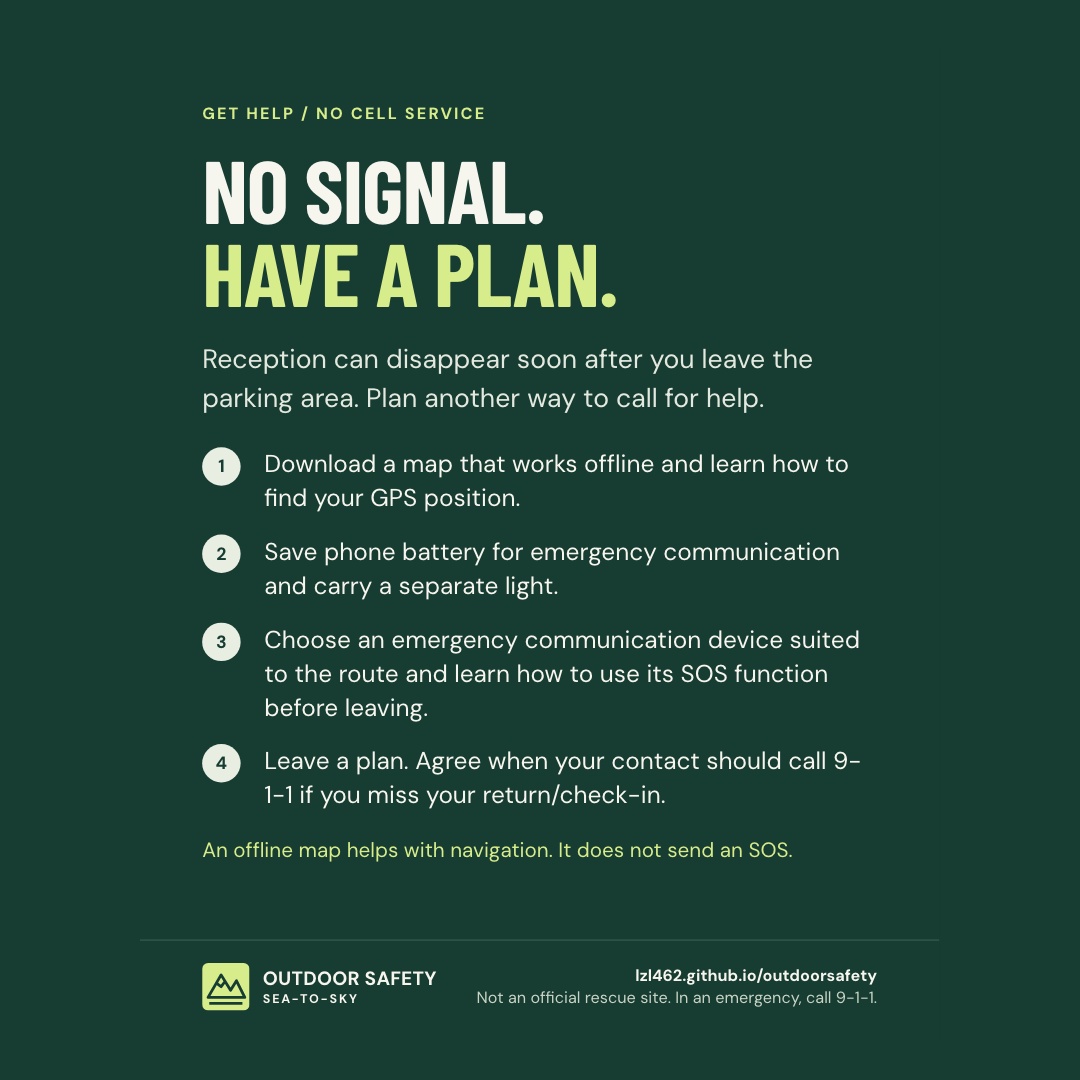 GET HELP / NO CELL SERVICE
NO SIGNAL.
HAVE A PLAN.
Reception can disappear soon after you leave the
parking area. Plan another way to call for help.
1 Download a map that works offline and learn how to
find your GPS position.
2 Save phone battery for emergency communication
and carry a separate light.
3 Choose an emergency communication device suited
to the route and learn how to use its SOS function
before leaving.
4 Leave a plan. Agree when your contact should call 9-
1-1 if you miss your return/check-in.
An offline map helps with navigation. It does not send an SOS.
OUTDOOR SAFETY
SEA-TO-SKY
lzl462.github.io/outdoorsafety
Not an official rescue site. In an emergency, call 9-1-1.